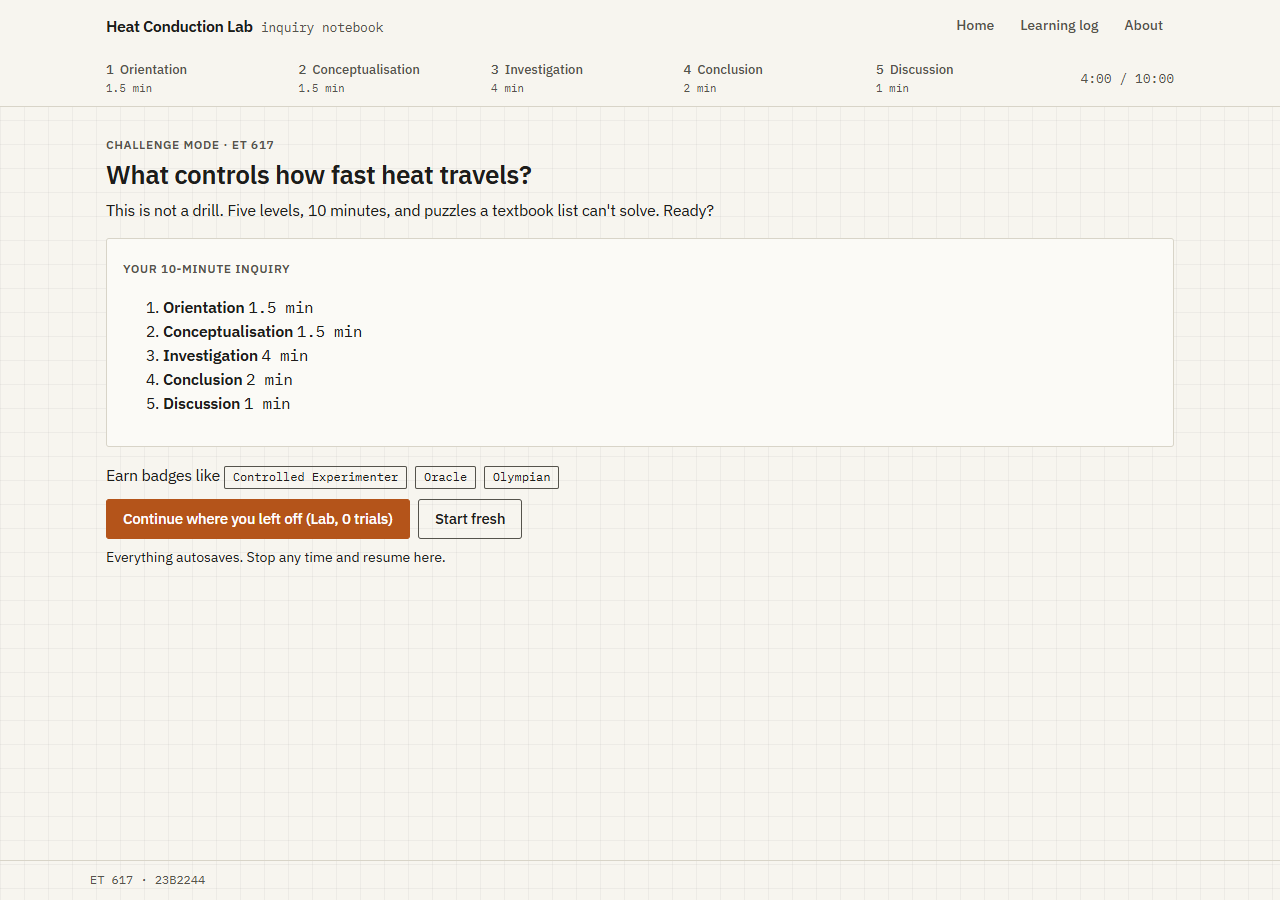 Heat Conduction Lab inquiry notebook
Home Learning log About
1 Orientation
1.5 min
2 Conceptualisation
1.5 min
3 Investigation
4 min
4 Conclusion
2 min
5 Discussion
1 min
4:00 / 10:00
CHALLENGE MODE · ET 617
What controls how fast heat travels?
This is not a drill. Five levels, 10 minutes, and puzzles a textbook list can't solve. Ready?
YOUR 10-MINUTE INQUIRY
1. Orientation 1.5 min
2. Conceptualisation 1.5 min
3. Investigation 4 min
4. Conclusion 2 min
5. Discussion 1 min
Earn badges like Controlled Experimenter Oracle Olympian
Continue where you left off (Lab, 0 trials) Start fresh
Everything autosaves. Stop any time and resume here.
ET 617 · 23B2244